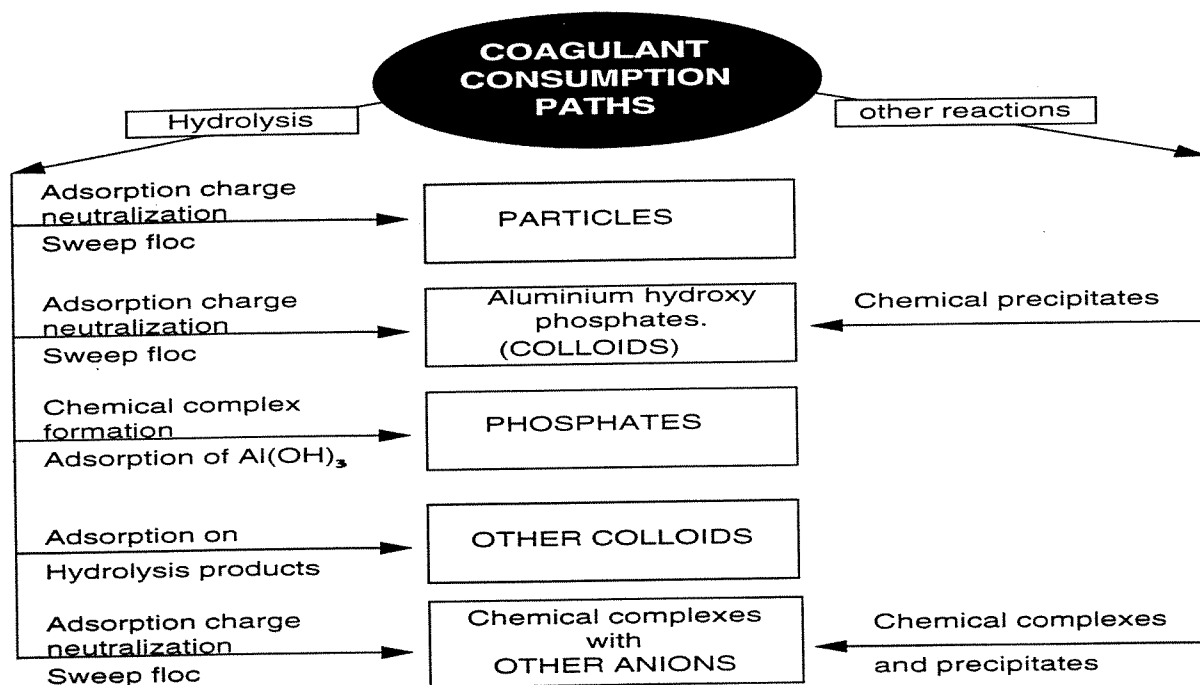 COAGULANT
CONSUMPTION
PATHS
Hydrolysis
other reactions
Adsorption charge
neutralization
Sweep floc
PARTICLES
Adsorption charge
neutralization
Sweep floc
Aluminium hydroxy
phosphates.
(COLLOIDS)
Chemical precipitates
Chemical complex
formation
Adsorption of Al(OH)₃
PHOSPHATES
Adsorption on
Hydrolysis products
OTHER COLLOIDS
Adsorption charge
neutralization
Sweep floc
Chemical complexes
with
OTHER ANIONS
Chemical complexes
and precipitates